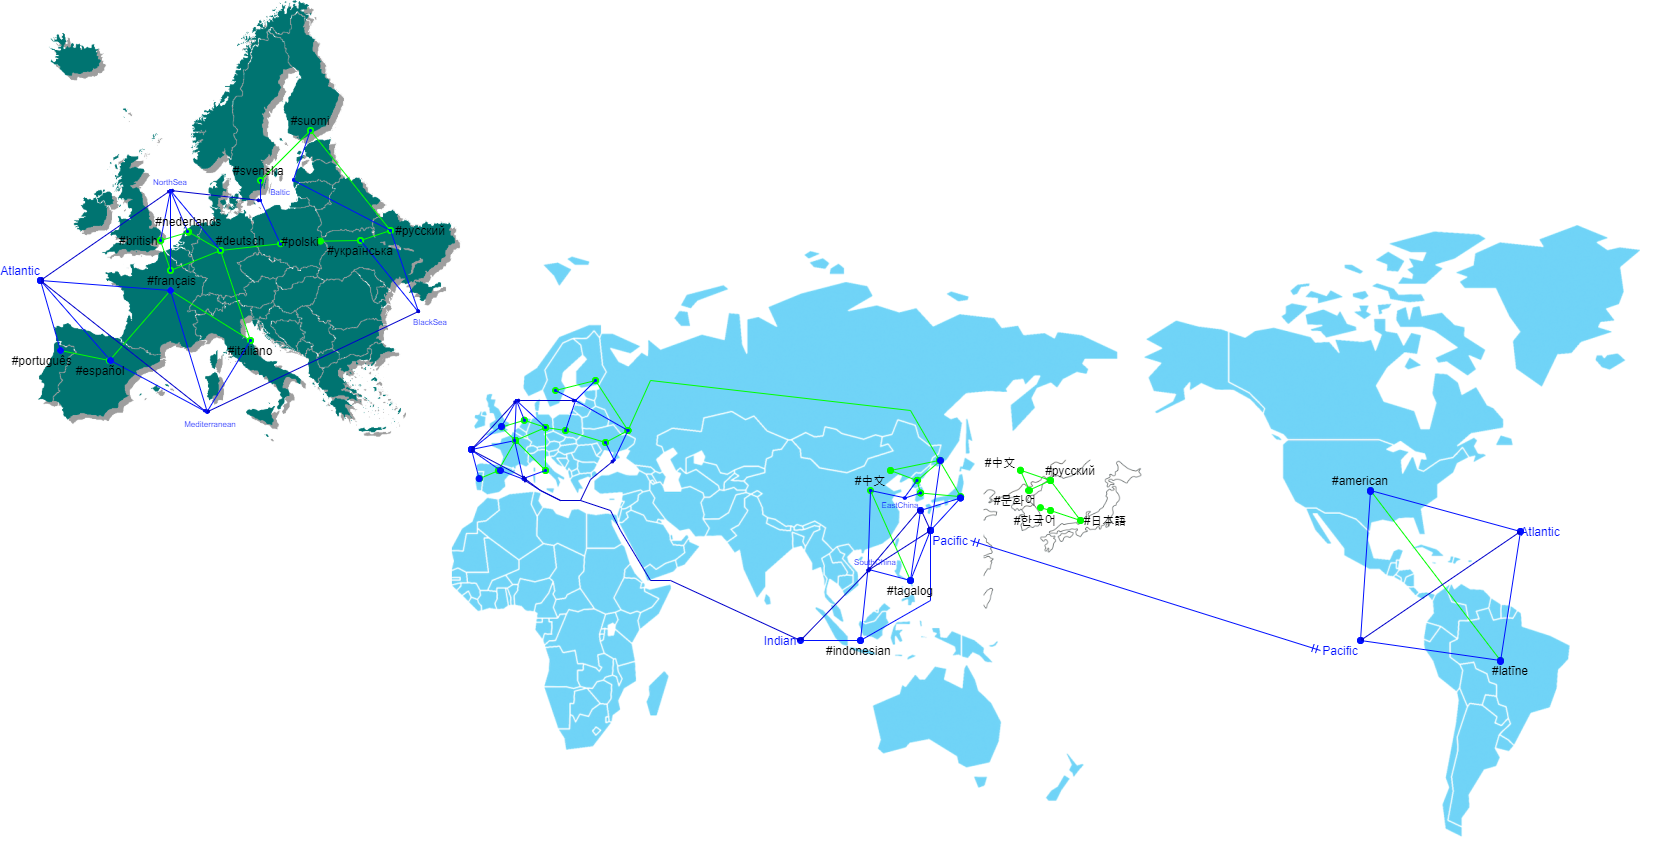 #suomi
#svenska
NorthSea
Baltic
#nederlands
#british
#deutsch
#polski
#русский
#українська
Atlantic
#français
BlackSea
#português
#italiano
#español
Mediterranean
#中文
EastChina
Pacific
SouthChina
#tagalog
Indian
#indonesian
#中文
#русский
#문화어
#한국어
#日本語
#american
Atlantic
Pacific
#latīne